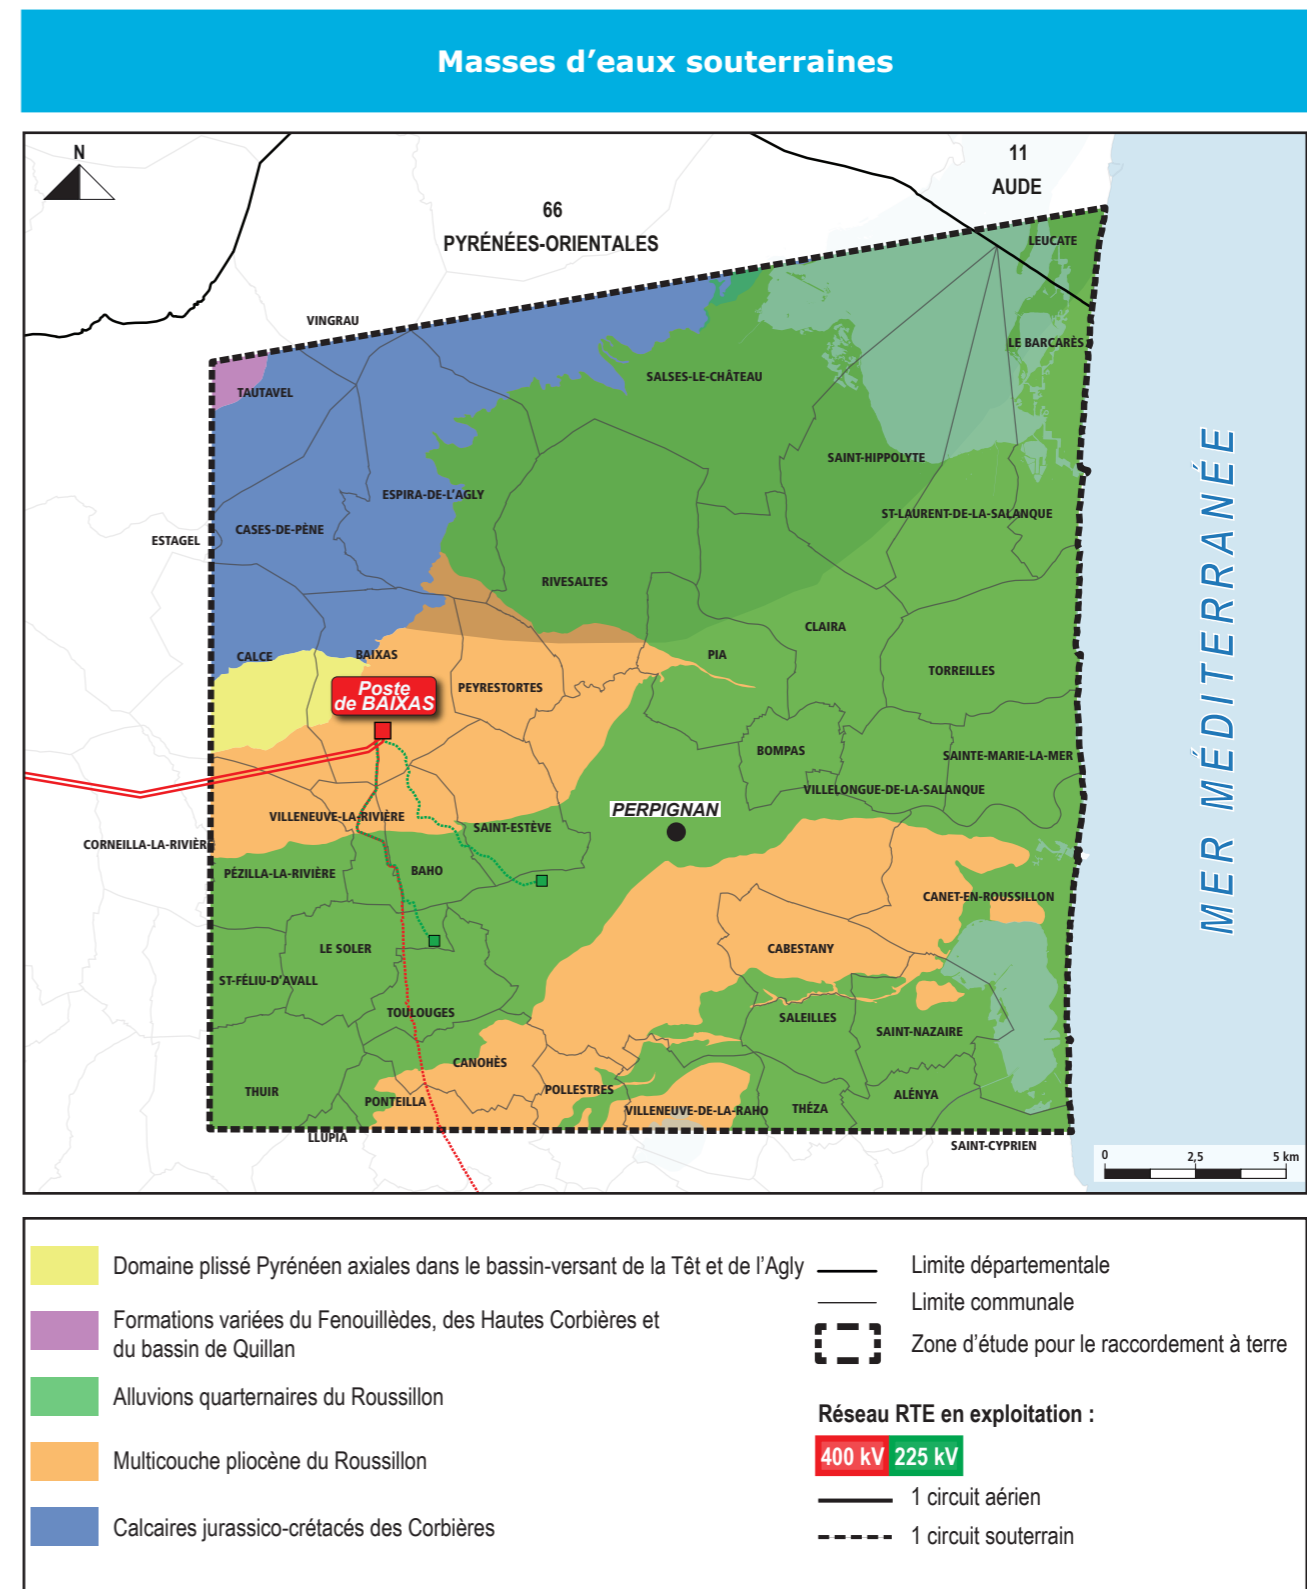 Masses d'eaux souterraines
N
11
AUDE
66
PYRÉNÉES-ORIENTALES
LEUCATE
VINGRAU
LE BARCARÈS
SALSES-LE-CHÂTEAU
TAUTAVEL
SAINT-HIPPOLYTE
ESPIRA-DE-L'AGLY
ST-LAURENT-DE-LA-SALANQUE
CASES-DE-PÈNE
ESTAGEL
RIVESALTES
MER MÉDITERRANÉE
CLAIRA
CALCE
BAIXAS
PIA
TORREILLES
PEYRESTORTES
Poste
de BAIXAS
BOMPAS
SAINTE-MARIE-LA-MER
VILLELONGUE-DE-LA-SALANQUE
PERPIGNAN
VILLENEUVE-LA-RIVIÈRE
SAINT-ESTÈVE
CORNEILLA-LA-RIVIÈR
PÉZILLA-LA-RIVIÈRE
BAHO
CANET-EN-ROUSSILLON
LE SOLER
CABESTANY
ST-FÉLIU-D'AVALL
TOULOUGES
SALEILLES
SAINT-NAZAIRE
CANOHÈS
THUIR
POLLESTRES
ALÉNYA
PONTEILLA
VILLENEUVE-DE-LA-RAHO
THÉZA
LLUPIA
SAINT-CYPRIEN
0 2,5 5 km
Domaine plissé Pyrénéen axiales dans le bassin-versant de la Têt et de l'Agly
Formations variées du Fenouillèdes, des Hautes Corbières et
du bassin de Quillan
Alluvions quarternaires du Roussillon
Multicouche pliocène du Roussillon
Calcaires jurassico-crétacés des Corbières
Limite départementale
Limite communale
Zone d'étude pour le raccordement à terre
Réseau RTE en exploitation :
400 kV 225 kV
1 circuit aérien
1 circuit souterrain